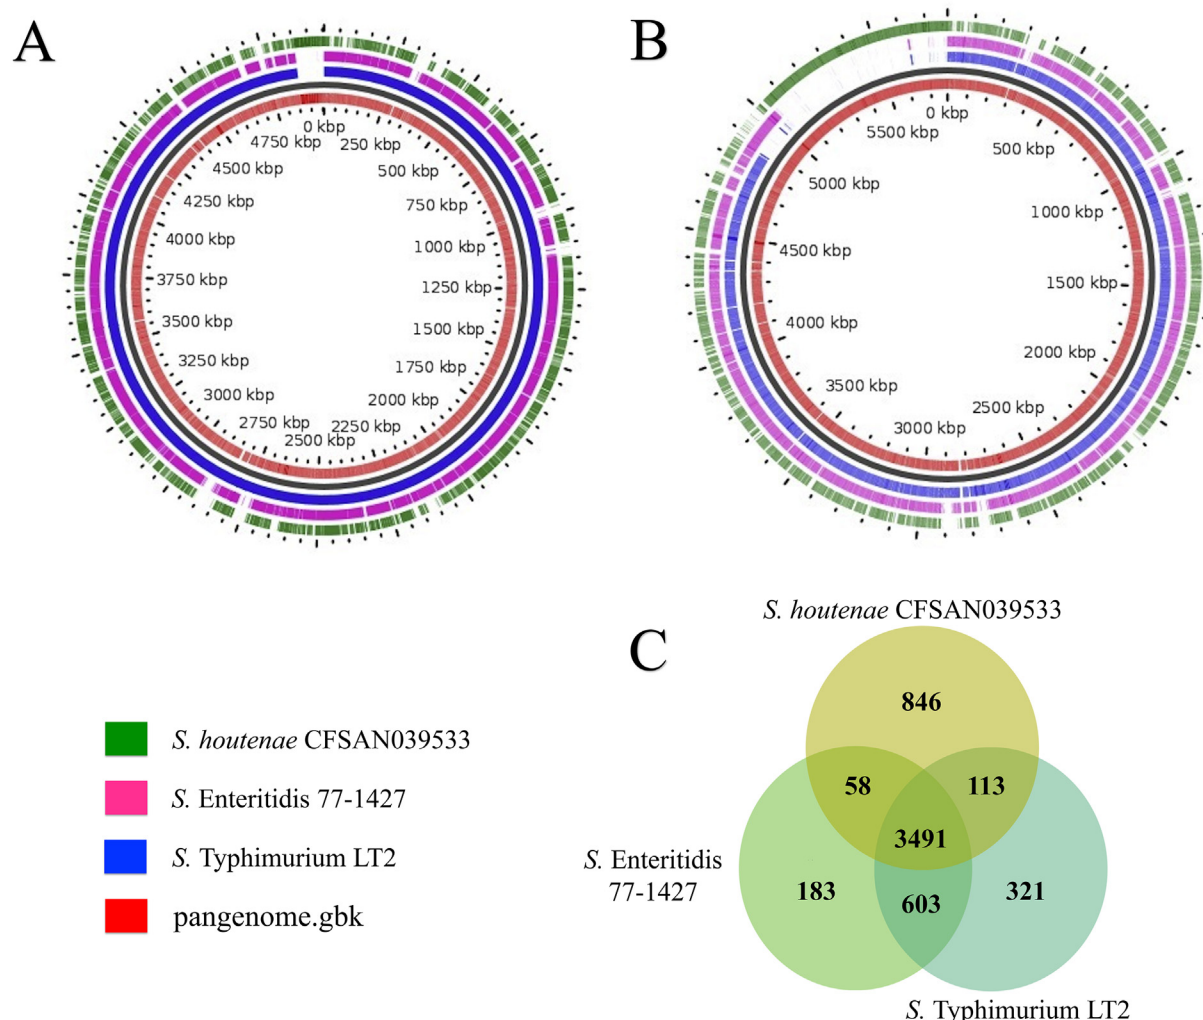 A
0 kbp
250 kbp
500 kbp
750 kbp
1000 kbp
1250 kbp
1500 kbp
1750 kbp
2000 kbp
2250 kbp
2500 kbp
2750 kbp
3000 kbp
3250 kbp
3500 kbp
3750 kbp
4000 kbp
4250 kbp
4500 kbp
4750 kbp
B
0 kbp
500 kbp
1000 kbp
1500 kbp
2000 kbp
2500 kbp
3000 kbp
3500 kbp
4000 kbp
4500 kbp
5000 kbp
5500 kbp
S. houtenae CFSAN039533
S. Enteritidis 77-1427
S. Typhimurium LT2
pangenome.gbk
C
S. houtenae CFSAN039533
846
58
113
3491
S. Enteritidis
77-1427
183
603
321
S. Typhimurium LT2